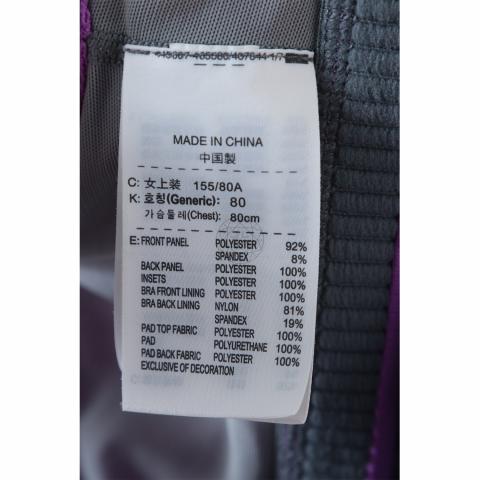 MADE IN CHINA
中国製
C: 女上装 155/80A
K: 호칭(Generic): 80
가슴둘레(Chest): 80cm
E: FRONT PANEL POLYESTER 92%
SPANDEX 8%
BACK PANEL POLYESTER 100%
INSETS POLYESTER 100%
BRA FRONT LINING POLYESTER 100%
BRA BACK LINING NYLON 81%
SPANDEX 19%
PAD TOP FABRIC POLYESTER 100%
PAD POLYURETHANE 100%
PAD BACK FABRIC POLYESTER 100%
EXCLUSIVE OF DECORATION